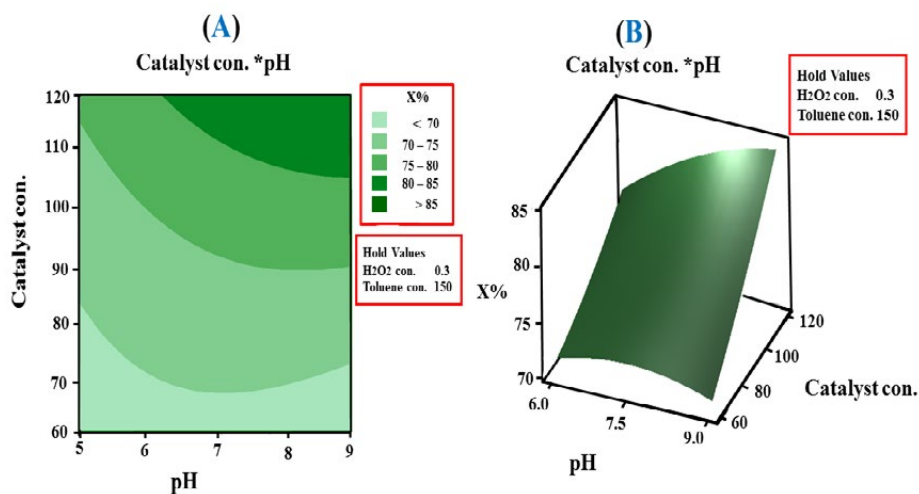 (A)
Catalyst con. *pH
Catalyst con.
120
110
100
90
80
70
60
5 6 7 8 9
pH
X%
< 70
70 – 75
75 – 80
80 – 85
> 85
Hold Values
H2O2 con. 0.3
Toluene con. 150
(B)
Catalyst con. *pH
Hold Values
H2O2 con. 0.3
Toluene con. 150
X%
85
80
75
70
6.0 7.5 9.0
pH
120
100
80
60
Catalyst con.